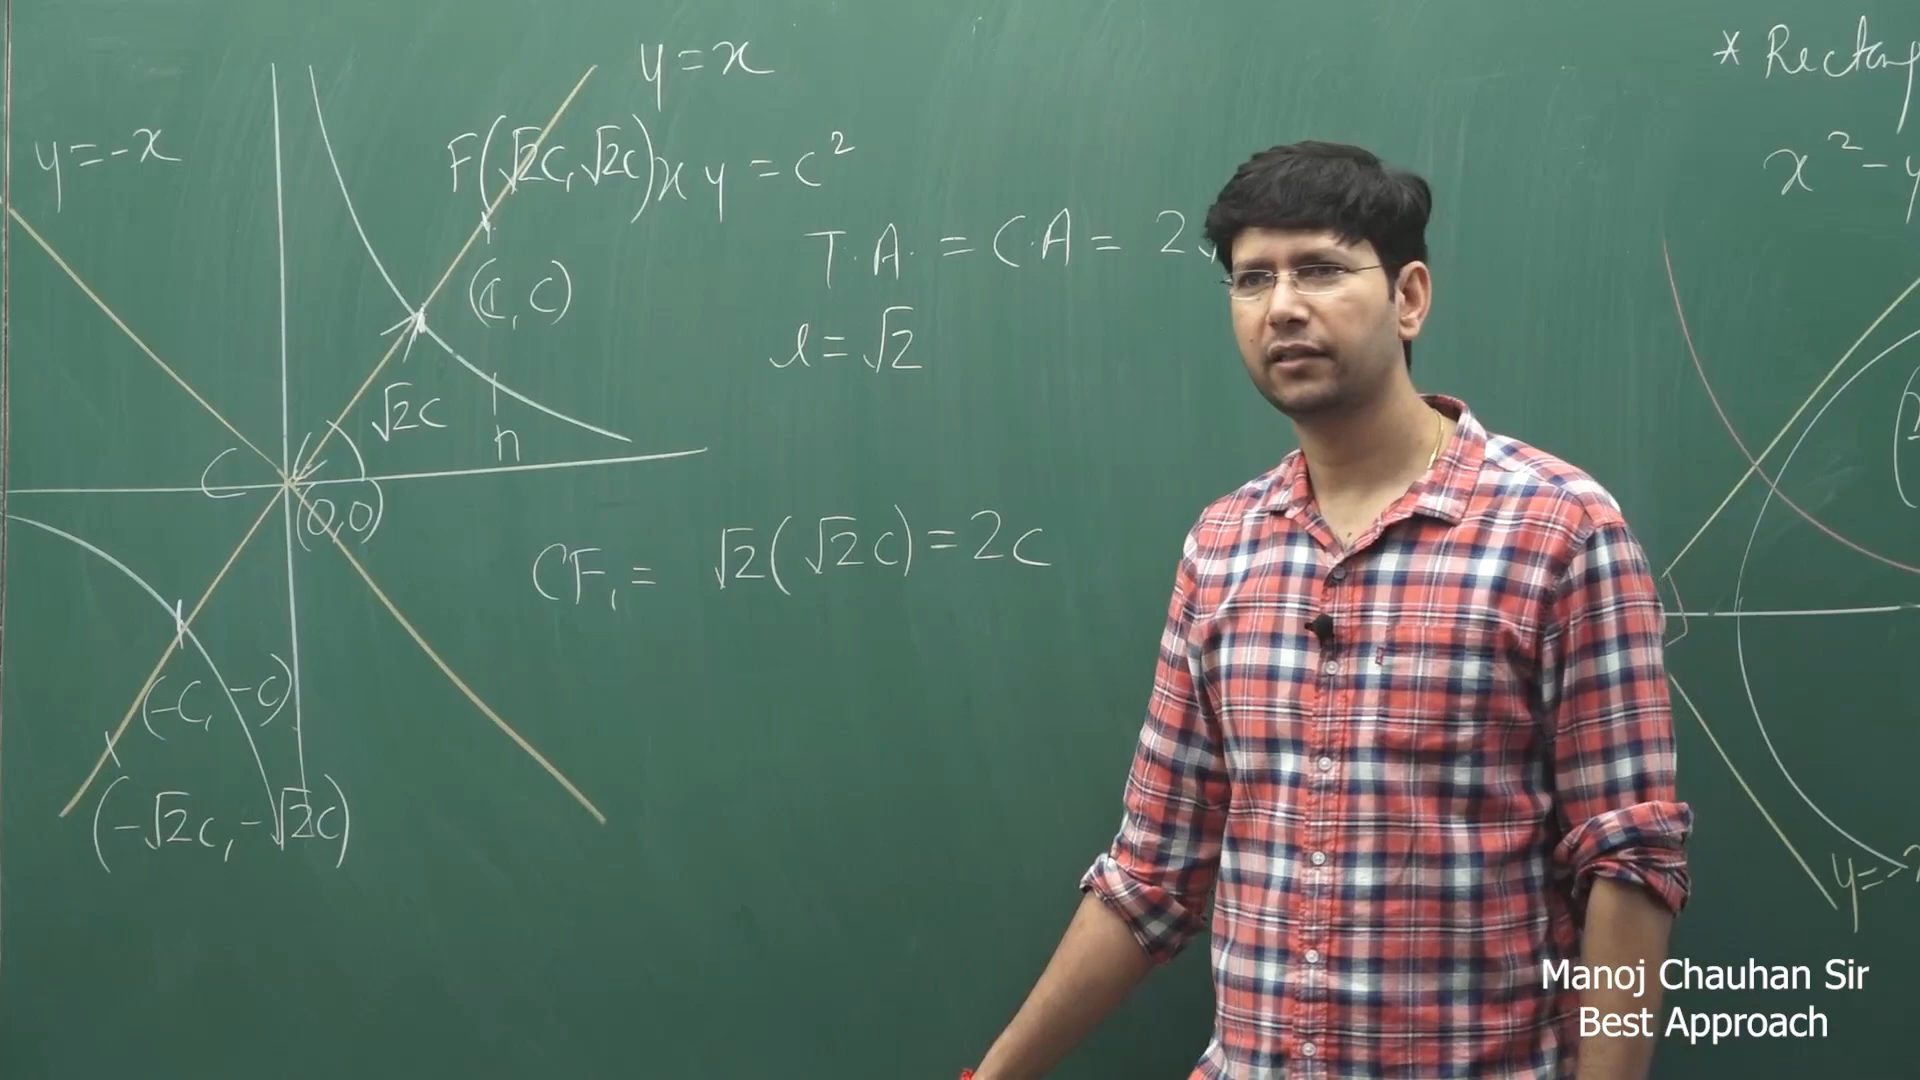 y=-x
y=x
F(√2c,√2c)
xy=c²
(c,c)
T.A.=C.A=2
e=√2
√2c
C
(0,0)
CF₁= √2(√2c)=2c
(-c,-c)
(-√2c,-√2c)
* Rectang
x²-y
y=-x
Manoj Chauhan Sir
Best Approach